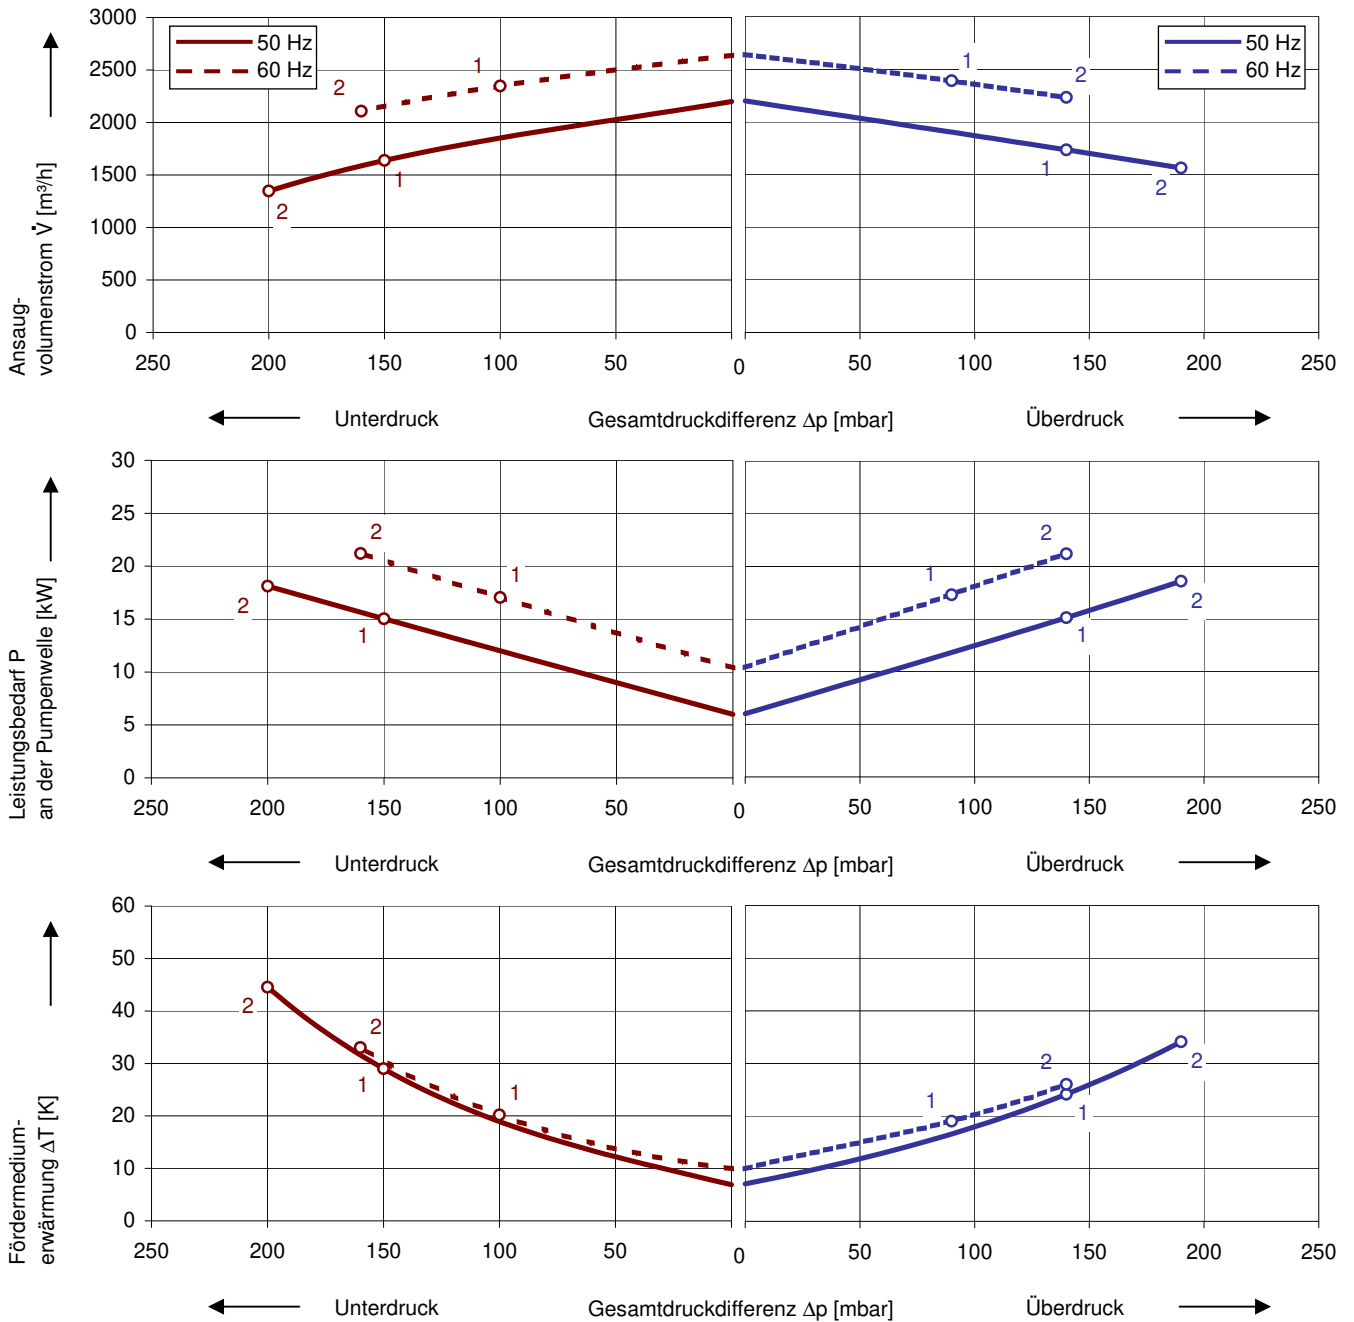 3000
2500
2000
1500
1000
500
0
50 Hz
60 Hz
50 Hz
60 Hz
2
1
1
2
1
2
1
2
Ansaug-
volumenstrom V̇ [m³/h]
250 200 150 100 50 0 50 100 150 200 250
Unterdruck Gesamtdruckdifferenz Δp [mbar] Überdruck
30
25
20
15
10
5
0
2
1
2
1
2
1
2
1
Leistungsbedarf P
an der Pumpenwelle [kW]
250 200 150 100 50 0 50 100 150 200 250
Unterdruck Gesamtdruckdifferenz Δp [mbar] Überdruck
60
50
40
30
20
10
0
2
2
1
1
2
1
2
1
Fördermedium-
erwärmung ΔT [K]
250 200 150 100 50 0 50 100 150 200 250
Unterdruck Gesamtdruckdifferenz Δp [mbar] Überdruck